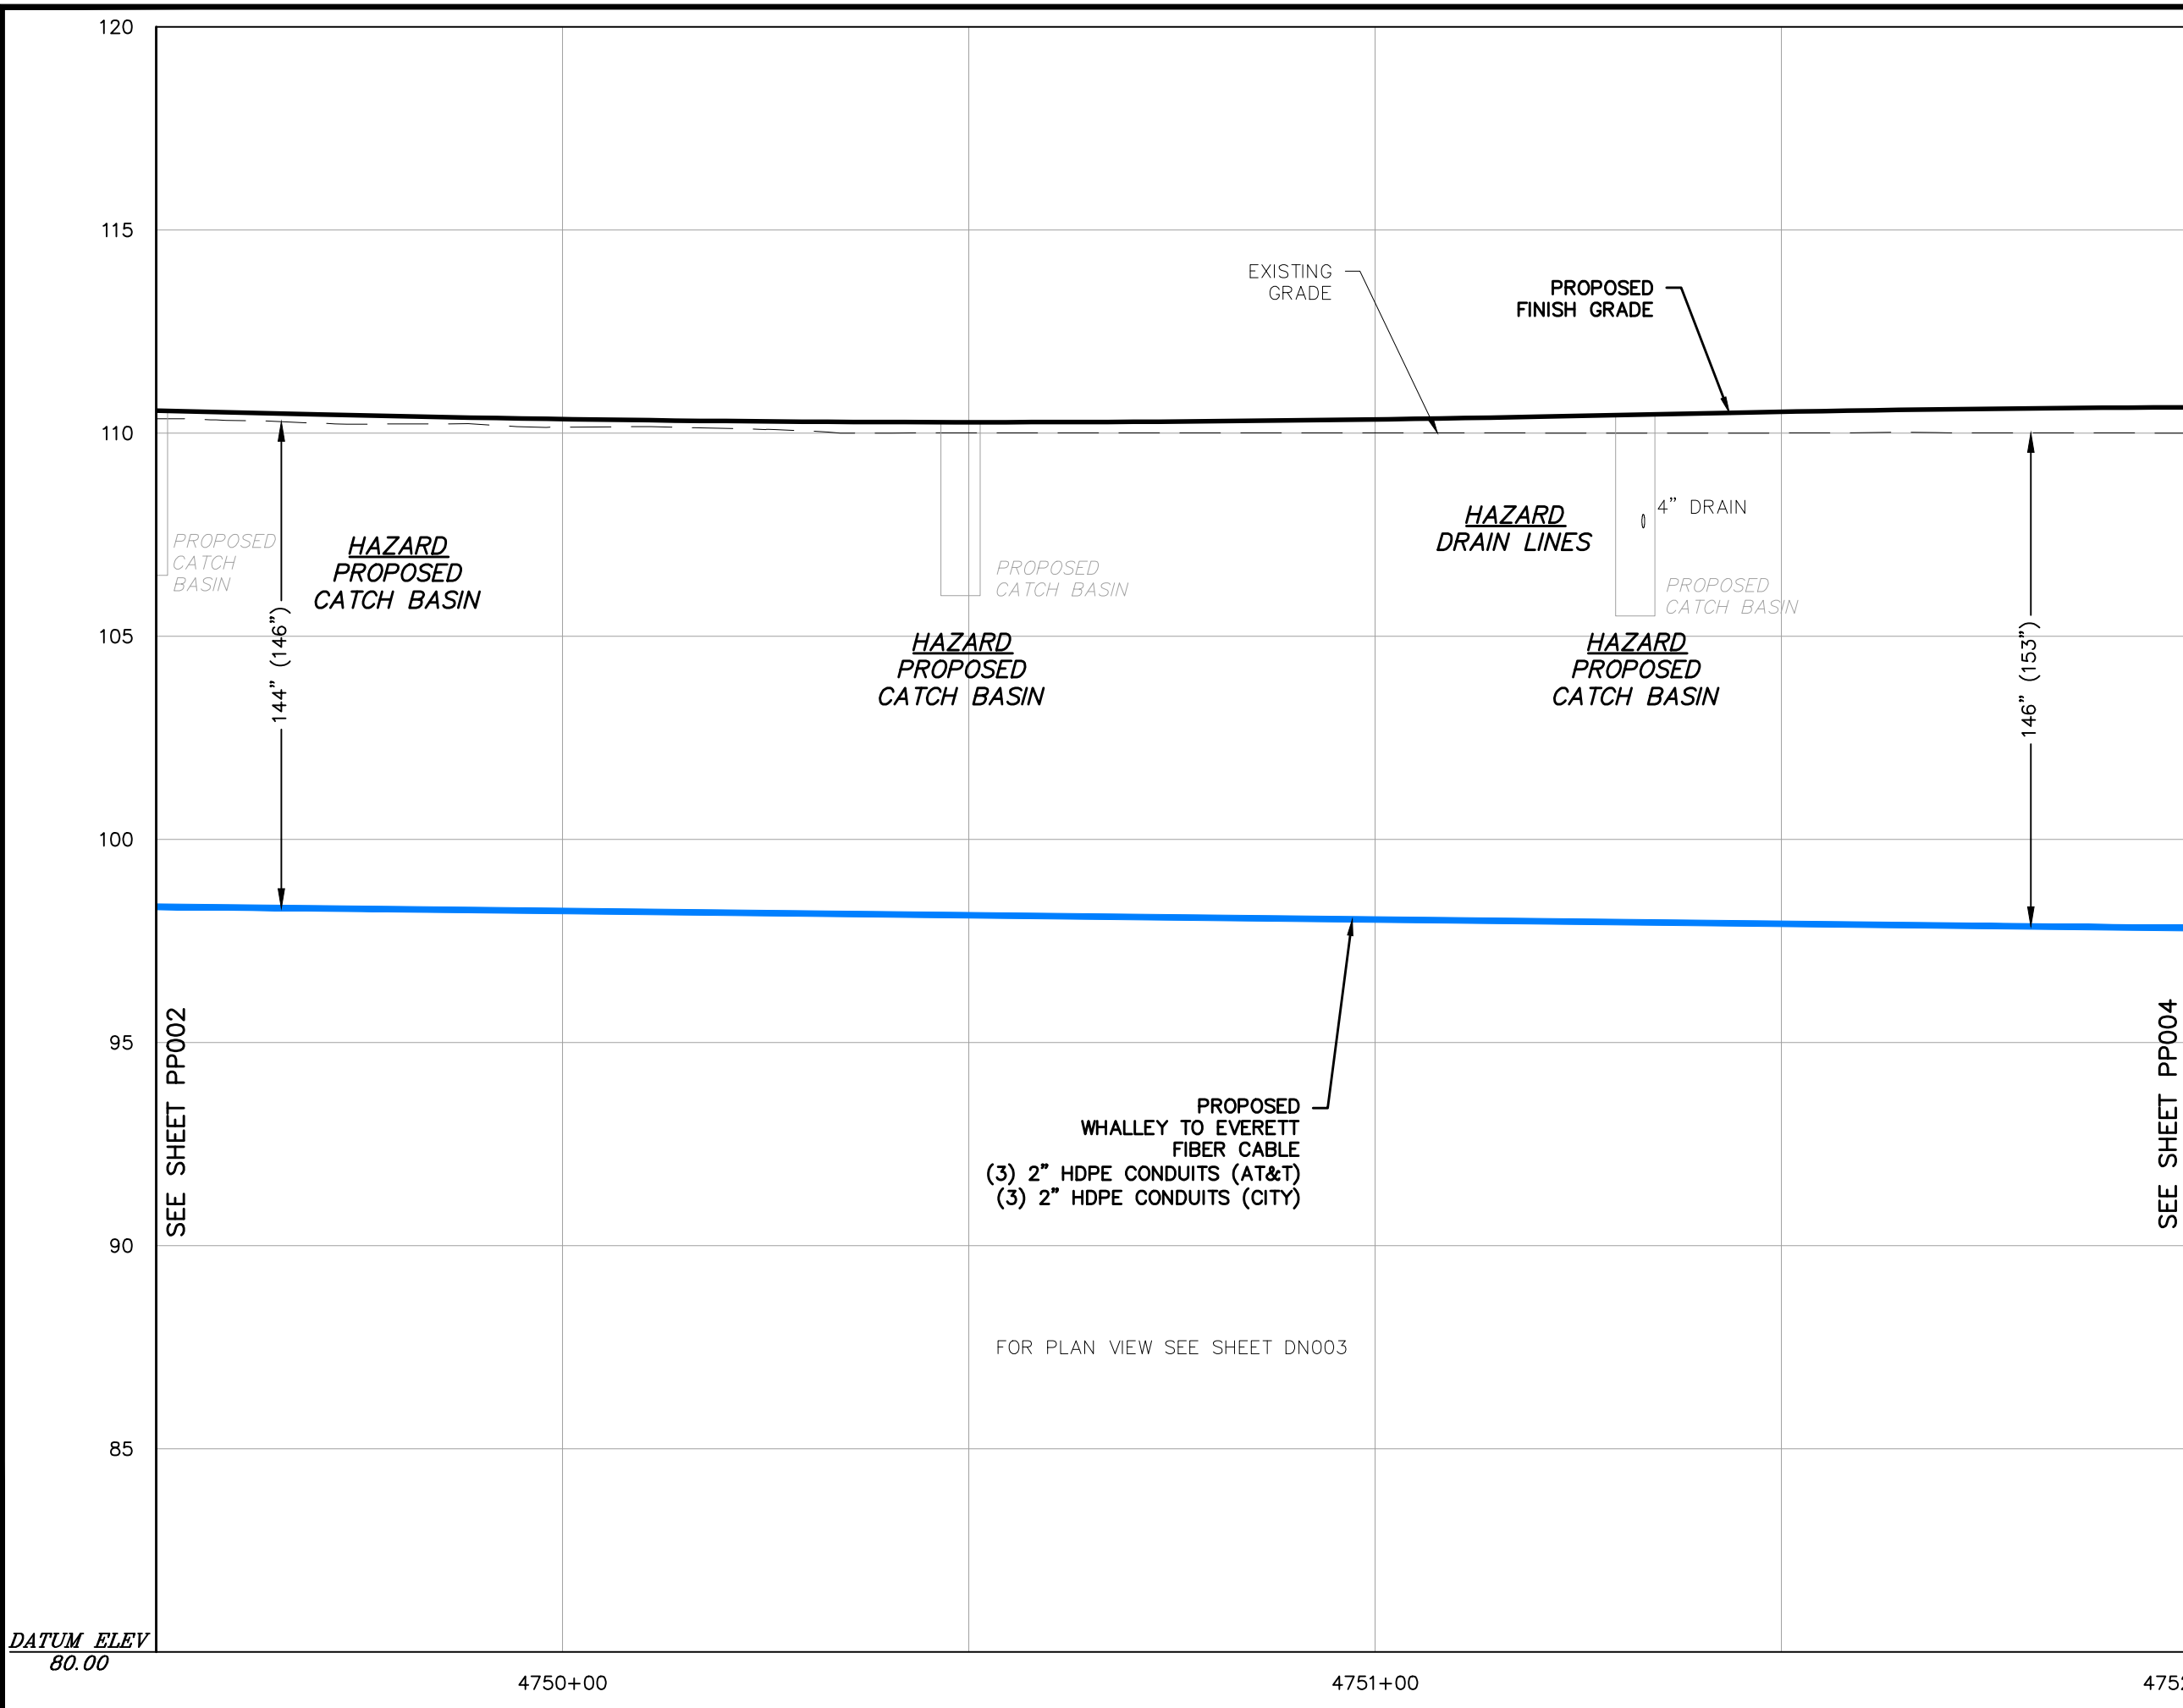 120
115
110
105
100
95
90
85
DATUM ELEV
80.00
EXISTING
GRADE
PROPOSED
FINISH GRADE
PROPOSED
CATCH
BASIN
HAZARD
PROPOSED
CATCH BASIN
144" (146")
PROPOSED
CATCH BASIN
HAZARD
PROPOSED
CATCH BASIN
HAZARD
DRAIN LINES
4" DRAIN
PROPOSED
CATCH BASIN
HAZARD
PROPOSED
CATCH BASIN
146" (153")
SEE SHEET PP002
PROPOSED
WHALLEY TO EVERETT
FIBER CABLE
(3) 2" HDPE CONDUITS (AT&T)
(3) 2" HDPE CONDUITS (CITY)
SEE SHEET PP004
FOR PLAN VIEW SEE SHEET DN003
4750+00
4751+00